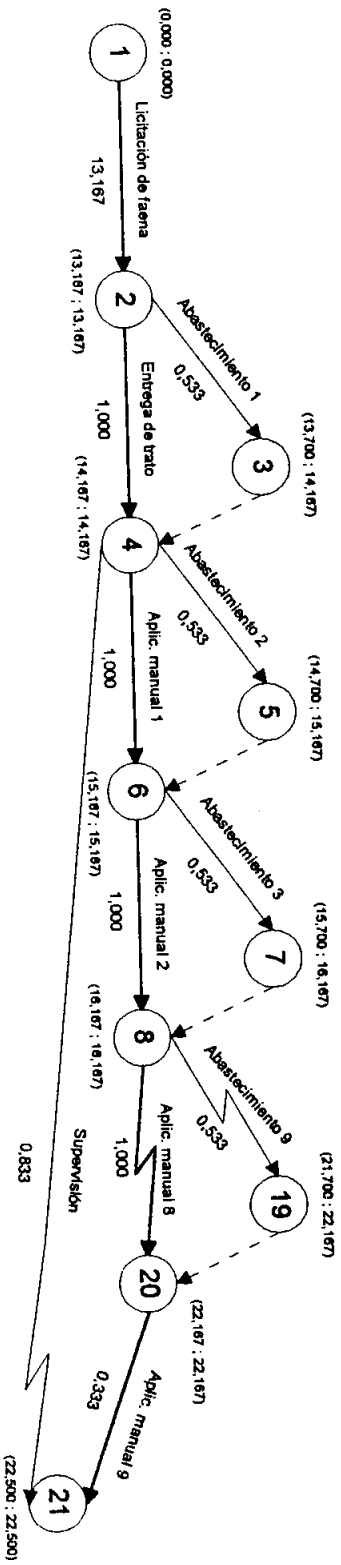 (0,000 ; 0,000)
1
Licitación de faena
13,167
2
(13,167 ; 13,167)
Abastecimiento 1
0,533
(13,700 ; 14,167)
3
Entrega de trato
1,000
4
(14,167 ; 14,167)
Abastecimiento 2
0,533
(14,700 ; 15,167)
5
Aplic. manual 1
1,000
6
(15,167 ; 15,167)
Abastecimiento 3
0,533
(15,700 ; 16,167)
7
Aplic. manual 2
1,000
8
(16,167 ; 16,167)
Abastecimiento 9
0,533
(21,700 ; 22,167)
19
Aplic. manual 8
1,000
20
(22,167 ; 22,167)
Aplic. manual 9
0,333
Supervisión
0,833
21
(22,500 ; 22,500)